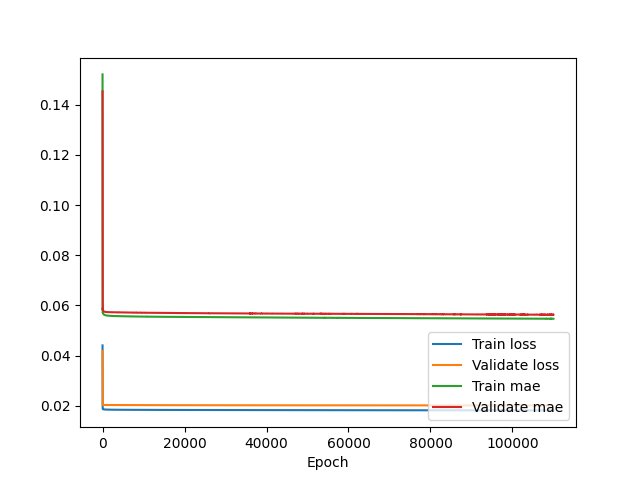 0.14
0.12
0.10
0.08
0.06
0.04
0.02
Train loss
Validate loss
Train mae
Validate mae
0 20000 40000 60000 80000 100000
Epoch